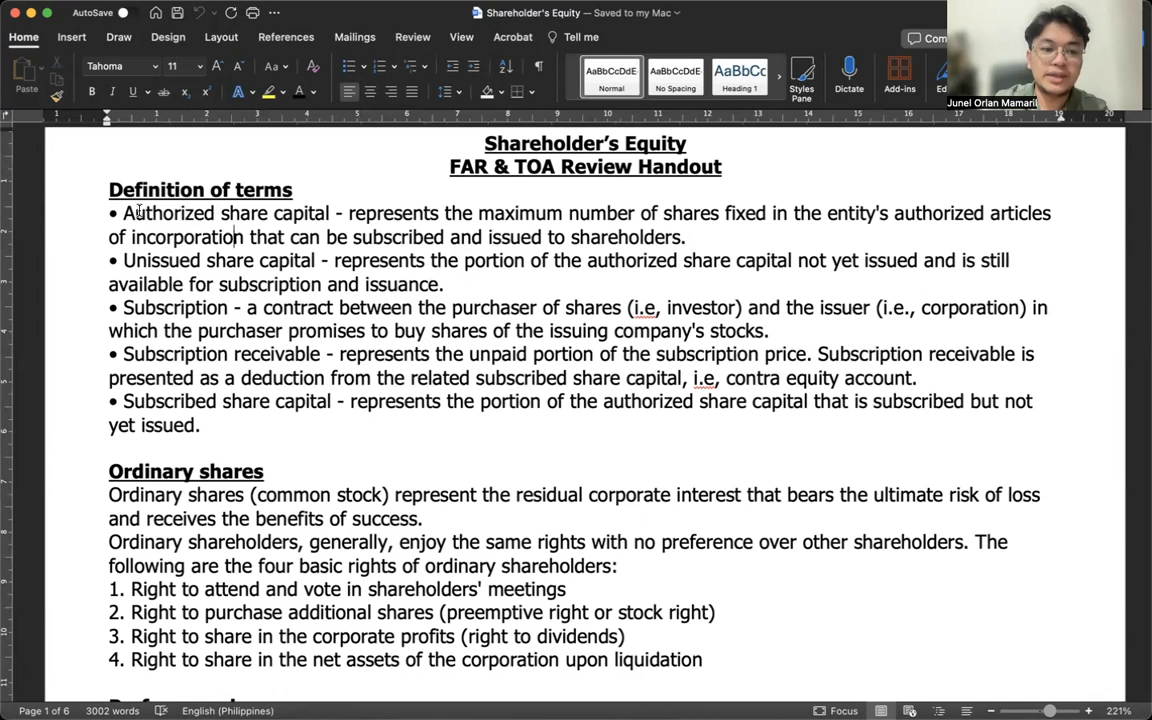 AutoSave
Shareholder's Equity — Saved to my Mac
Home Insert Draw Design Layout References Mailings Review View Acrobat Tell me
Paste
Tahoma 11
AaBbCcDdE AaBbCcDdE AaBbCc
Normal No Spacing Heading 1
Styles Pane
Dictate
Add-ins
Junel Orlan Mamaril
Shareholder's Equity
FAR & TOA Review Handout
Definition of terms
• Authorized share capital - represents the maximum number of shares fixed in the entity's authorized articles
of incorporation that can be subscribed and issued to shareholders.
• Unissued share capital - represents the portion of the authorized share capital not yet issued and is still
available for subscription and issuance.
• Subscription - a contract between the purchaser of shares (i.e, investor) and the issuer (i.e., corporation) in
which the purchaser promises to buy shares of the issuing company's stocks.
• Subscription receivable - represents the unpaid portion of the subscription price. Subscription receivable is
presented as a deduction from the related subscribed share capital, i.e, contra equity account.
• Subscribed share capital - represents the portion of the authorized share capital that is subscribed but not
yet issued.
Ordinary shares
Ordinary shares (common stock) represent the residual corporate interest that bears the ultimate risk of loss
and receives the benefits of success.
Ordinary shareholders, generally, enjoy the same rights with no preference over other shareholders. The
following are the four basic rights of ordinary shareholders:
1. Right to attend and vote in shareholders' meetings
2. Right to purchase additional shares (preemptive right or stock right)
3. Right to share in the corporate profits (right to dividends)
4. Right to share in the net assets of the corporation upon liquidation
Page 1 of 6 3002 words English (Philippines) Focus 221%